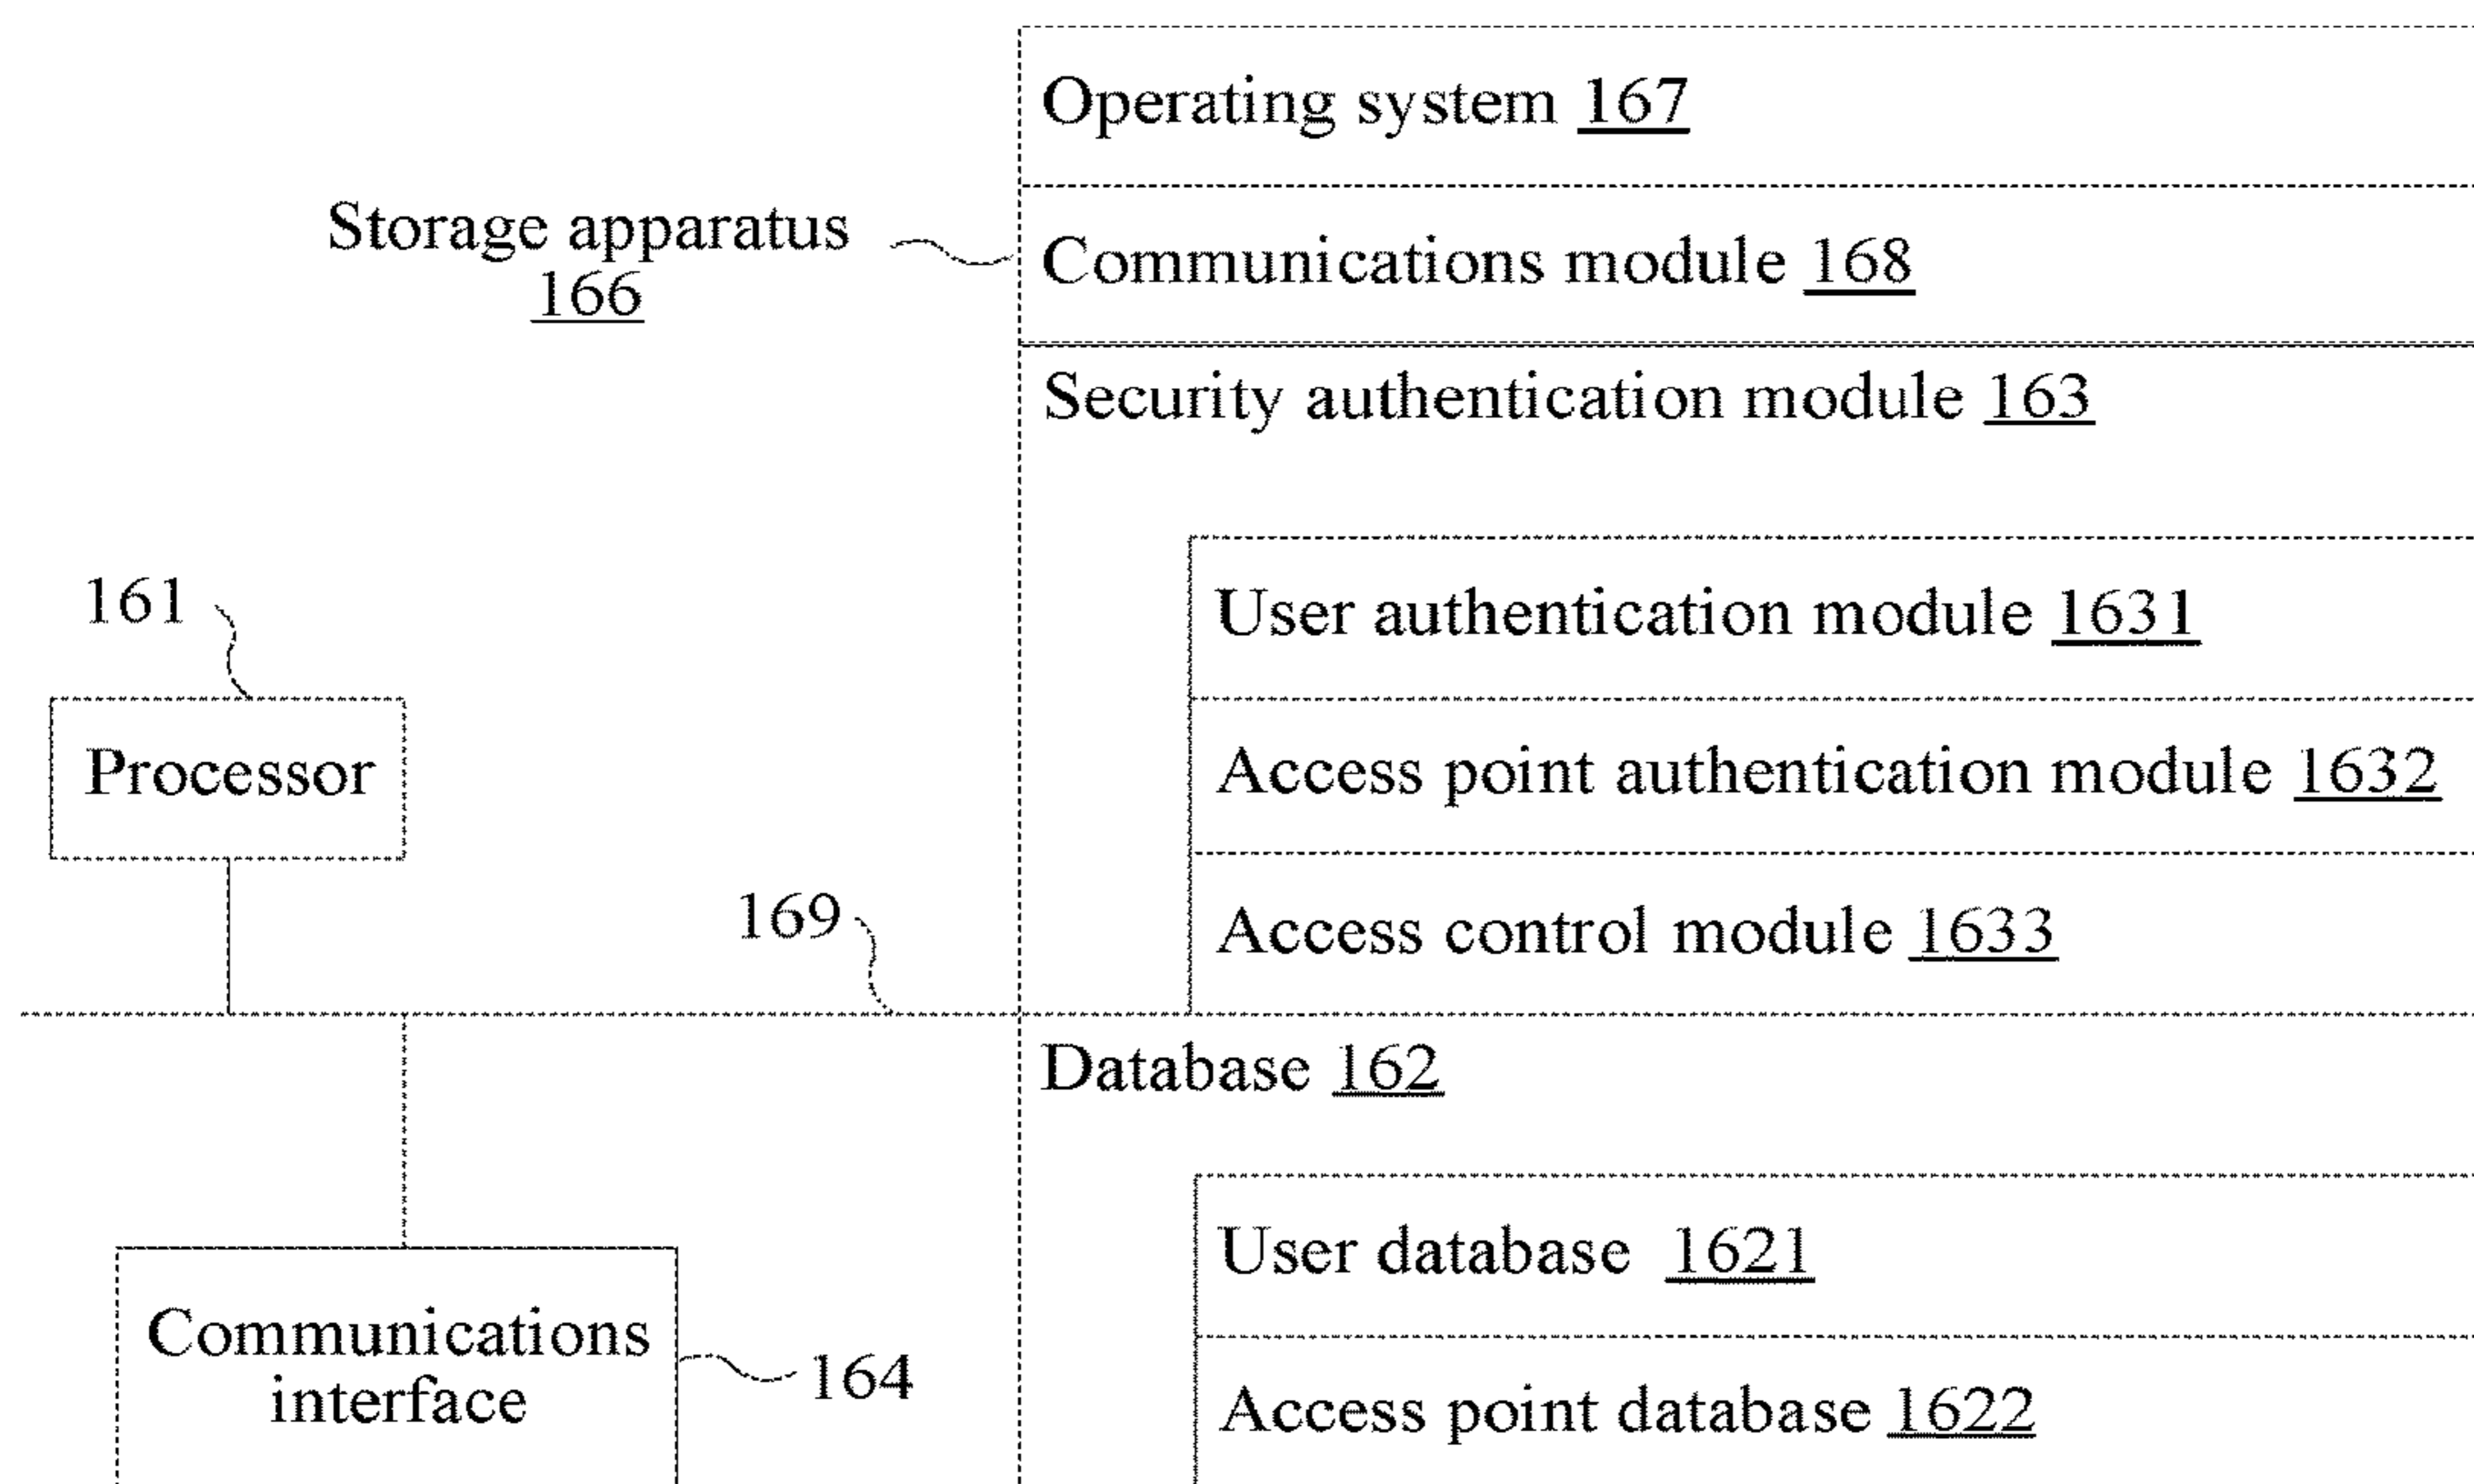 Operating system 167
Storage apparatus
166
Communications module 168
Security authentication module 163
User authentication module 1631
161
Processor
Access point authentication module 1632
169
Access control module 1633
Database 162
User database 1621
Communications
interface
164
Access point database 1622